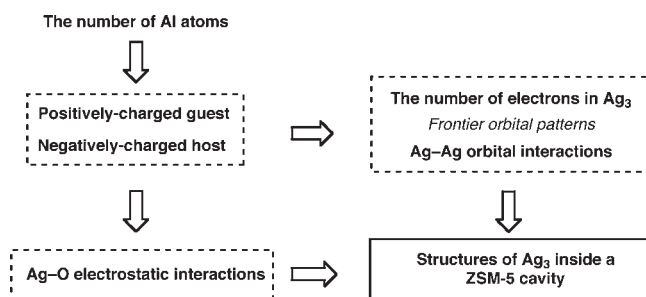 The number of Al atoms
Positively-charged guest
Negatively-charged host
The number of electrons in Ag₃
Frontier orbital patterns
Ag–Ag orbital interactions
Ag–O electrostatic interactions
Structures of Ag₃ inside a
ZSM-5 cavity